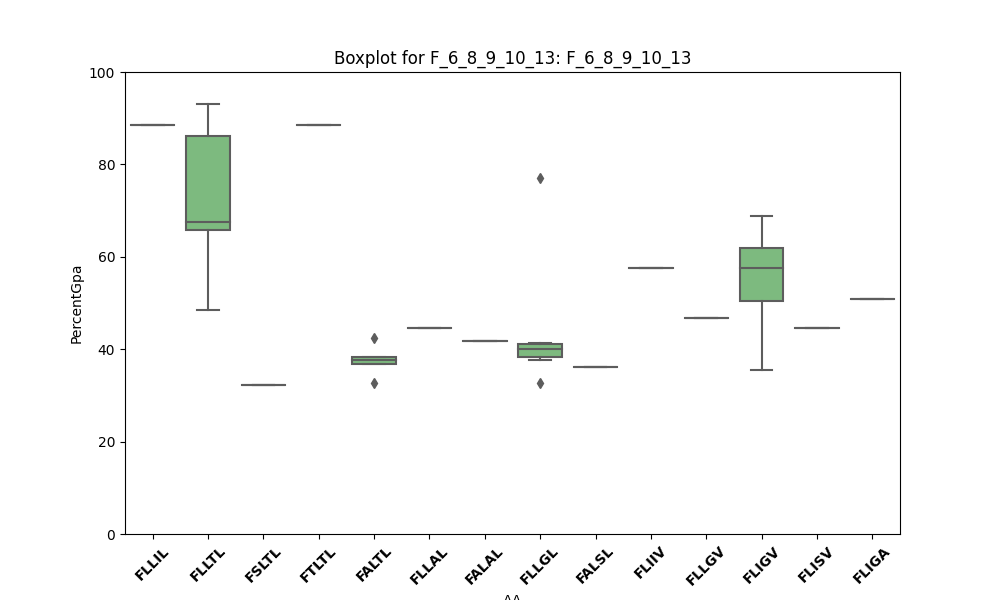 Boxplot for F_6_8_9_10_13: F_6_8_9_10_13
100
80
60
40
20
0
PercentGpa
FLLIL
FLLTL
FSLTL
FTLTL
FALTL
FLLAL
FALAL
FLLGL
FALSL
FLIIV
FLLGV
FLIGV
FLISV
FLIGA
AA